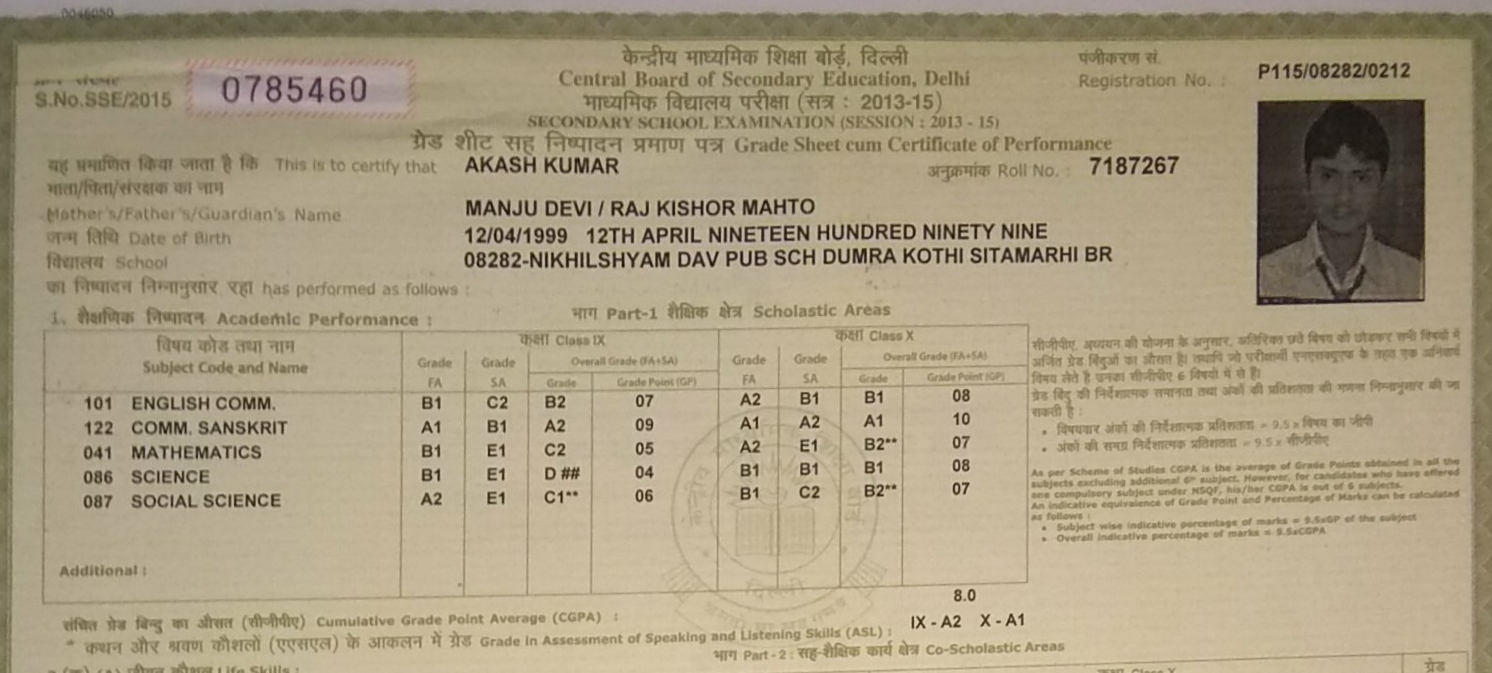 0046050
केन्द्रीय माध्यमिक शिक्षा बोर्ड, दिल्ली
पंजीकरण सं.
S.No.SSE/2015 0785460
Central Board of Secondary Education, Delhi
Registration No. : P115/08282/0212
माध्यमिक विद्यालय परीक्षा (सत्र : 2013-15)
SECONDARY SCHOOL EXAMINATION (SESSION : 2013 - 15)
ग्रेड शीट सह निष्पादन प्रमाण पत्र Grade Sheet cum Certificate of Performance
यह प्रमाणित किया जाता है कि This is to certify that AKASH KUMAR अनुक्रमांक Roll No. : 7187267
माता/पिता/संरक्षक का नाम
Mother's/Father's/Guardian's Name MANJU DEVI / RAJ KISHOR MAHTO
जन्म तिथि Date of Birth 12/04/1999 12TH APRIL NINETEEN HUNDRED NINETY NINE
विद्यालय School 08282-NIKHILSHYAM DAV PUB SCH DUMRA KOTHI SITAMARHI BR
का निष्पादन निम्नानुसार रहा has performed as follows :
भाग Part-1 शैक्षिक क्षेत्र Scholastic Areas
1. शैक्षणिक निष्पादन Academic Performance :
विषय कोड तथा नाम कक्षा Class IX कक्षा Class X
Subject Code and Name Grade Grade Overall Grade (FA+SA) Grade Grade Overall Grade (FA+SA)
FA SA Grade Grade Point (GP) FA SA Grade Grade Point (GP)
101 ENGLISH COMM. B1 C2 B2 07 A2 B1 B1 08
122 COMM. SANSKRIT A1 B1 A2 09 A1 A2 A1 10
041 MATHEMATICS B1 E1 C2 05 A2 E1 B2** 07
086 SCIENCE B1 E1 D ## 04 B1 B1 B1 08
087 SOCIAL SCIENCE A2 E1 C1** 06 B1 C2 B2** 07
Additional :
सीजीपीए, अध्ययन की योजना के अनुसार, अतिरिक्त छठे विषय को छोड़कर सभी विषयों में
अर्जित ग्रेड बिंदुओं का औसत है। तथापि जो परीक्षार्थी एनएसक्यूएफ के तहत एक अनिवार्य
विषय लेते है उनका सीजीपीए 6 विषयों में से है।
ग्रेड बिंदु की निर्देशात्मक समानता तथा अंकों की प्रतिशतता की गणना निम्नानुसार की जा
सकती है :
• विषयवार अंकों की निर्देशात्मक प्रतिशतता = 9.5 x विषय का जीपी
• अंकों की समग्र निर्देशात्मक प्रतिशतता = 9.5 x सीजीपीए
As per Scheme of Studies CGPA is the average of Grade Points obtained in all the
subjects excluding additional 6th subject. However, for candidates who have offered
one compulsory subject under NSQF, his/her CGPA is out of 6 subjects.
An indicative equivalence of Grade Point and Percentage of Marks can be calculated
as follows :
• Subject wise indicative percentage of marks = 9.5xGP of the subject
• Overall indicative percentage of marks = 9.5xCGPA
दिल्ली
संचित ग्रेड बिन्दु का औसत (सीजीपीए) Cumulative Grade Point Average (CGPA) : 8.0
* कथन और श्रवण कौशलों (एएसएल) के आकलन में ग्रेड Grade in Assessment of Speaking and Listening Skills (ASL) : IX - A2 X - A1
भाग Part - 2 : सह-शैक्षिक कार्य क्षेत्र Co-Scholastic Areas
जीवन कौशल Life Skills :
कक्षा Class X
ग्रेड